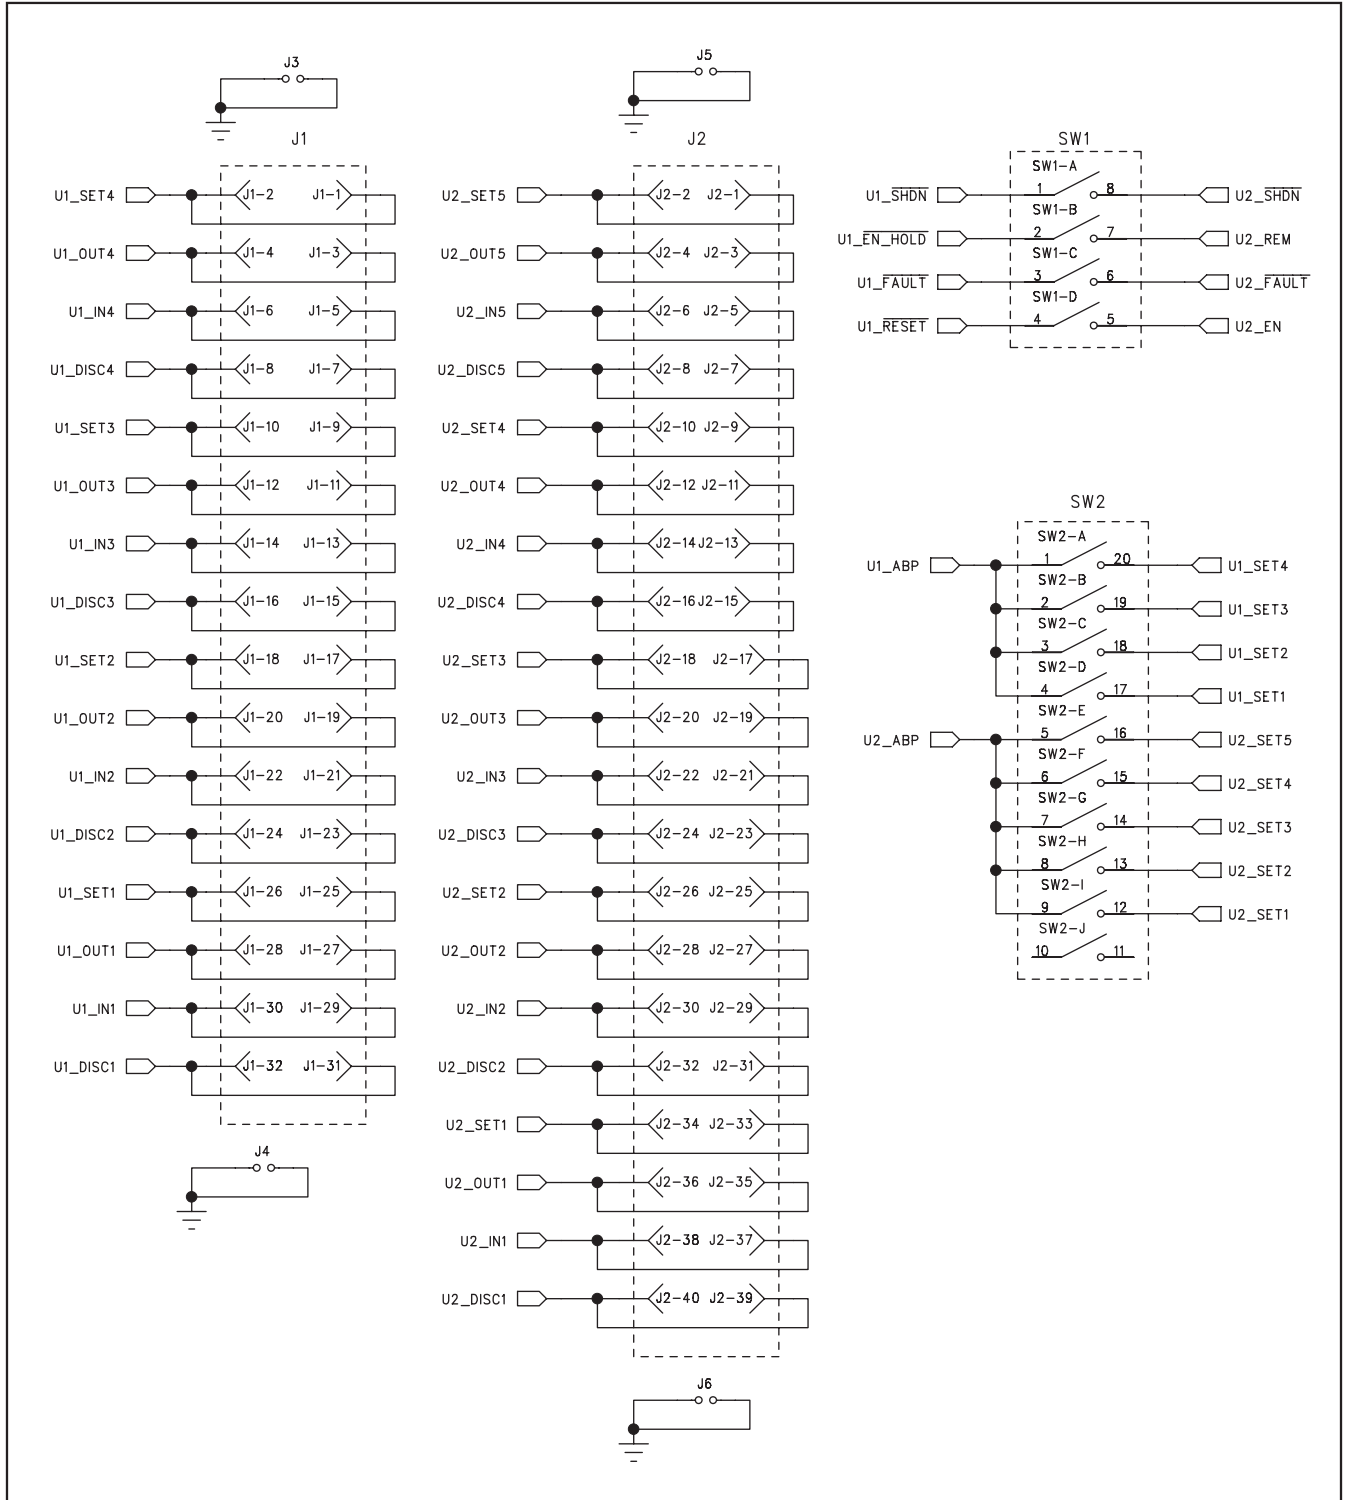 J3
J1
U1_SET4 J1-2 J1-1
U1_OUT4 J1-4 J1-3
U1_IN4 J1-6 J1-5
U1_DISC4 J1-8 J1-7
U1_SET3 J1-10 J1-9
U1_OUT3 J1-12 J1-11
U1_IN3 J1-14 J1-13
U1_DISC3 J1-16 J1-15
U1_SET2 J1-18 J1-17
U1_OUT2 J1-20 J1-19
U1_IN2 J1-22 J1-21
U1_DISC2 J1-24 J1-23
U1_SET1 J1-26 J1-25
U1_OUT1 J1-28 J1-27
U1_IN1 J1-30 J1-29
U1_DISC1 J1-32 J1-31
J4
J5
J2
U2_SET5 J2-2 J2-1
U2_OUT5 J2-4 J2-3
U2_IN5 J2-6 J2-5
U2_DISC5 J2-8 J2-7
U2_SET4 J2-10 J2-9
U2_OUT4 J2-12 J2-11
U2_IN4 J2-14 J2-13
U2_DISC4 J2-16 J2-15
U2_SET3 J2-18 J2-17
U2_OUT3 J2-20 J2-19
U2_IN3 J2-22 J2-21
U2_DISC3 J2-24 J2-23
U2_SET2 J2-26 J2-25
U2_OUT2 J2-28 J2-27
U2_IN2 J2-30 J2-29
U2_DISC2 J2-32 J2-31
U2_SET1 J2-34 J2-33
U2_OUT1 J2-36 J2-35
U2_IN1 J2-38 J2-37
U2_DISC1 J2-40 J2-39
J6
SW1
SW1-A
U1_SHDN 1 8 U2_SHDN
SW1-B
U1_EN_HOLD 2 7 U2_REM
SW1-C
U1_FAULT 3 6 U2_FAULT
SW1-D
U1_RESET 4 5 U2_EN
SW2
SW2-A
U1_ABP 1 20 U1_SET4
SW2-B
2 19 U1_SET3
SW2-C
3 18 U1_SET2
SW2-D
4 17 U1_SET1
SW2-E
U2_ABP 5 16 U2_SET5
SW2-F
6 15 U2_SET4
SW2-G
7 14 U2_SET3
SW2-H
8 13 U2_SET2
SW2-I
9 12 U2_SET1
SW2-J
10 11